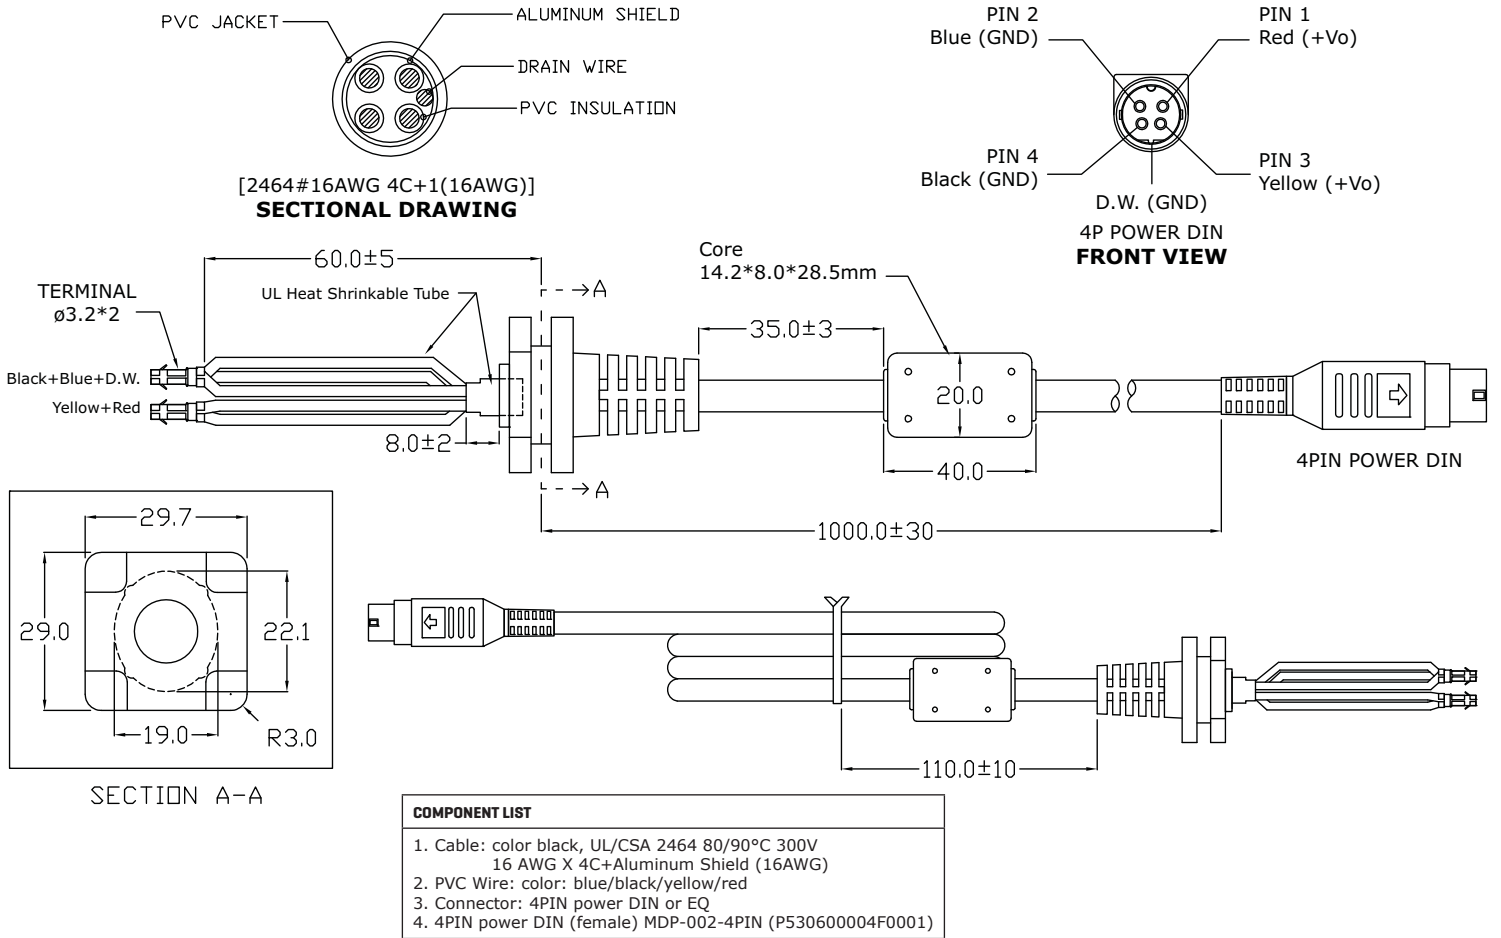 PVC JACKET
ALUMINUM SHIELD
DRAIN WIRE
PVC INSULATION
[2464#16AWG 4C+1(16AWG)]
SECTIONAL DRAWING
PIN 2
Blue (GND)
PIN 1
Red (+Vo)
PIN 4
Black (GND)
PIN 3
Yellow (+Vo)
D.W. (GND)
4P POWER DIN
FRONT VIEW
60.0±5
TERMINAL
ø3.2*2
UL Heat Shrinkable Tube
A
Core
14.2*8.0*28.5mm
35.0±3
Black+Blue+D.W.
Yellow+Red
20.0
8.0±2
40.0
4PIN POWER DIN
A
1000.0±30
29.7
29.0
22.1
19.0
R3.0
SECTION A-A
110.0±10
COMPONENT LIST
1. Cable: color black, UL/CSA 2464 80/90°C 300V
16 AWG X 4C+Aluminum Shield (16AWG)
2. PVC Wire: color: blue/black/yellow/red
3. Connector: 4PIN power DIN or EQ
4. 4PIN power DIN (female) MDP-002-4PIN (P530600004F0001)